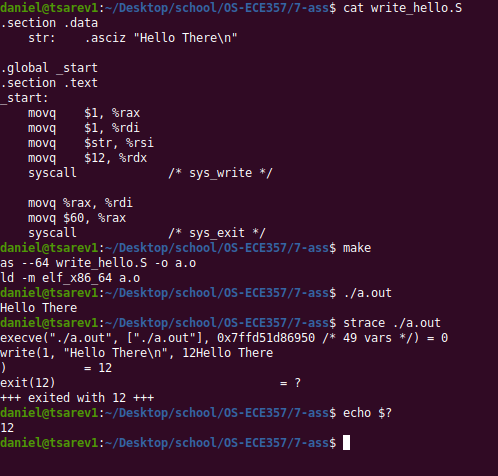 daniel@tsarev1:~/Desktop/school/OS-ECE357/7-ass$ cat write_hello.S
.section .data
    str:    .asciz "Hello There\n"

.global _start
.section .text
_start:
    movq    $1, %rax
    movq    $1, %rdi
    movq    $str, %rsi
    movq    $12, %rdx
    syscall             /* sys_write */

    movq %rax, %rdi
    movq $60, %rax
    syscall             /* sys_exit */
daniel@tsarev1:~/Desktop/school/OS-ECE357/7-ass$ make
as --64 write_hello.S -o a.o
ld -m elf_x86_64 a.o
daniel@tsarev1:~/Desktop/school/OS-ECE357/7-ass$ ./a.out
Hello There
daniel@tsarev1:~/Desktop/school/OS-ECE357/7-ass$ strace ./a.out
execve("./a.out", ["./a.out"], 0x7ffd51d86950 /* 49 vars */) = 0
write(1, "Hello There\n", 12Hello There
)           = 12
exit(12)                                = ?
+++ exited with 12 +++
daniel@tsarev1:~/Desktop/school/OS-ECE357/7-ass$ echo $?
12
daniel@tsarev1:~/Desktop/school/OS-ECE357/7-ass$